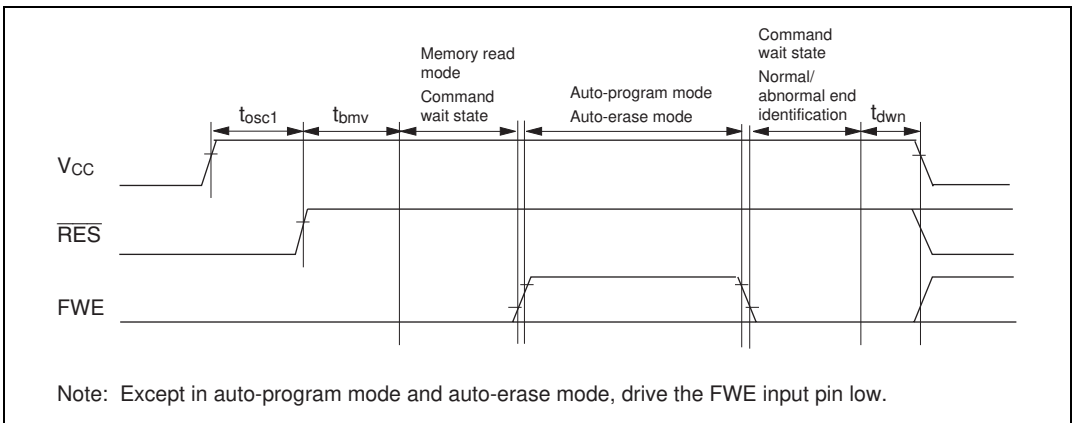 Memory read
mode
Command
wait state
Auto-program mode
Auto-erase mode
Command
wait state
Normal/
abnormal end
identification
tosc1
tbmv
tdwn
VCC
RES
FWE
Note: Except in auto-program mode and auto-erase mode, drive the FWE input pin low.